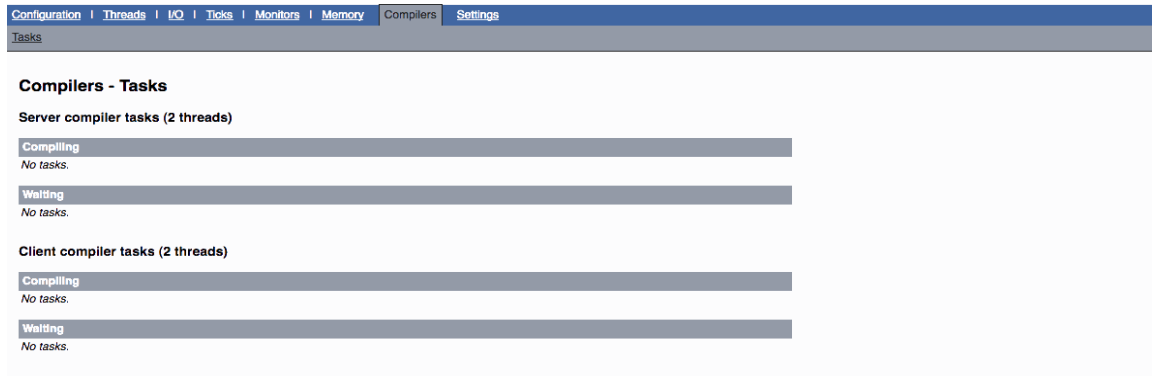 Configuration | Threads | I/O | Ticks | Monitors | Memory Compilers Settings
Tasks
Compilers - Tasks
Server compiler tasks (2 threads)
Compiling
No tasks.
Waiting
No tasks.
Client compiler tasks (2 threads)
Compiling
No tasks.
Waiting
No tasks.